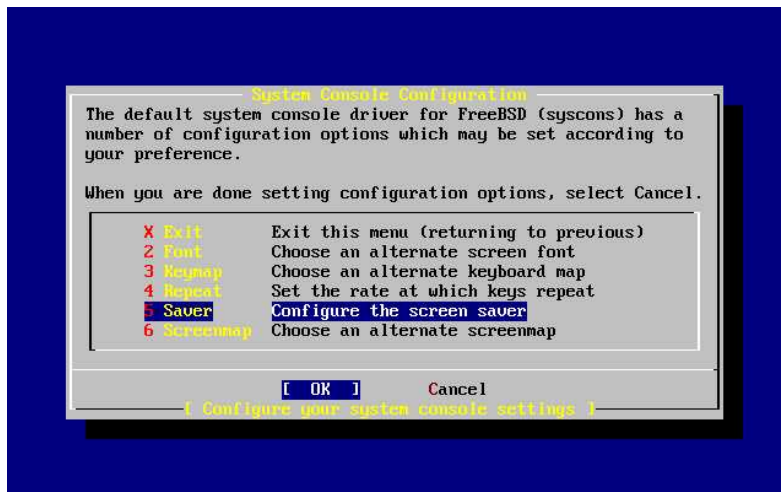 System Console Configuration
The default system console driver for FreeBSD (syscons) has a
number of configuration options which may be set according to
your preference.
When you are done setting configuration options, select Cancel.
X Exit Exit this menu (returning to previous)
2 Font Choose an alternate screen font
3 Keymap Choose an alternate keyboard map
4 Repeat Set the rate at which keys repeat
5 Saver Configure the screen saver
6 Screenmap Choose an alternate screenmap
[ OK ] Cancel
[ Configure your system console settings ]